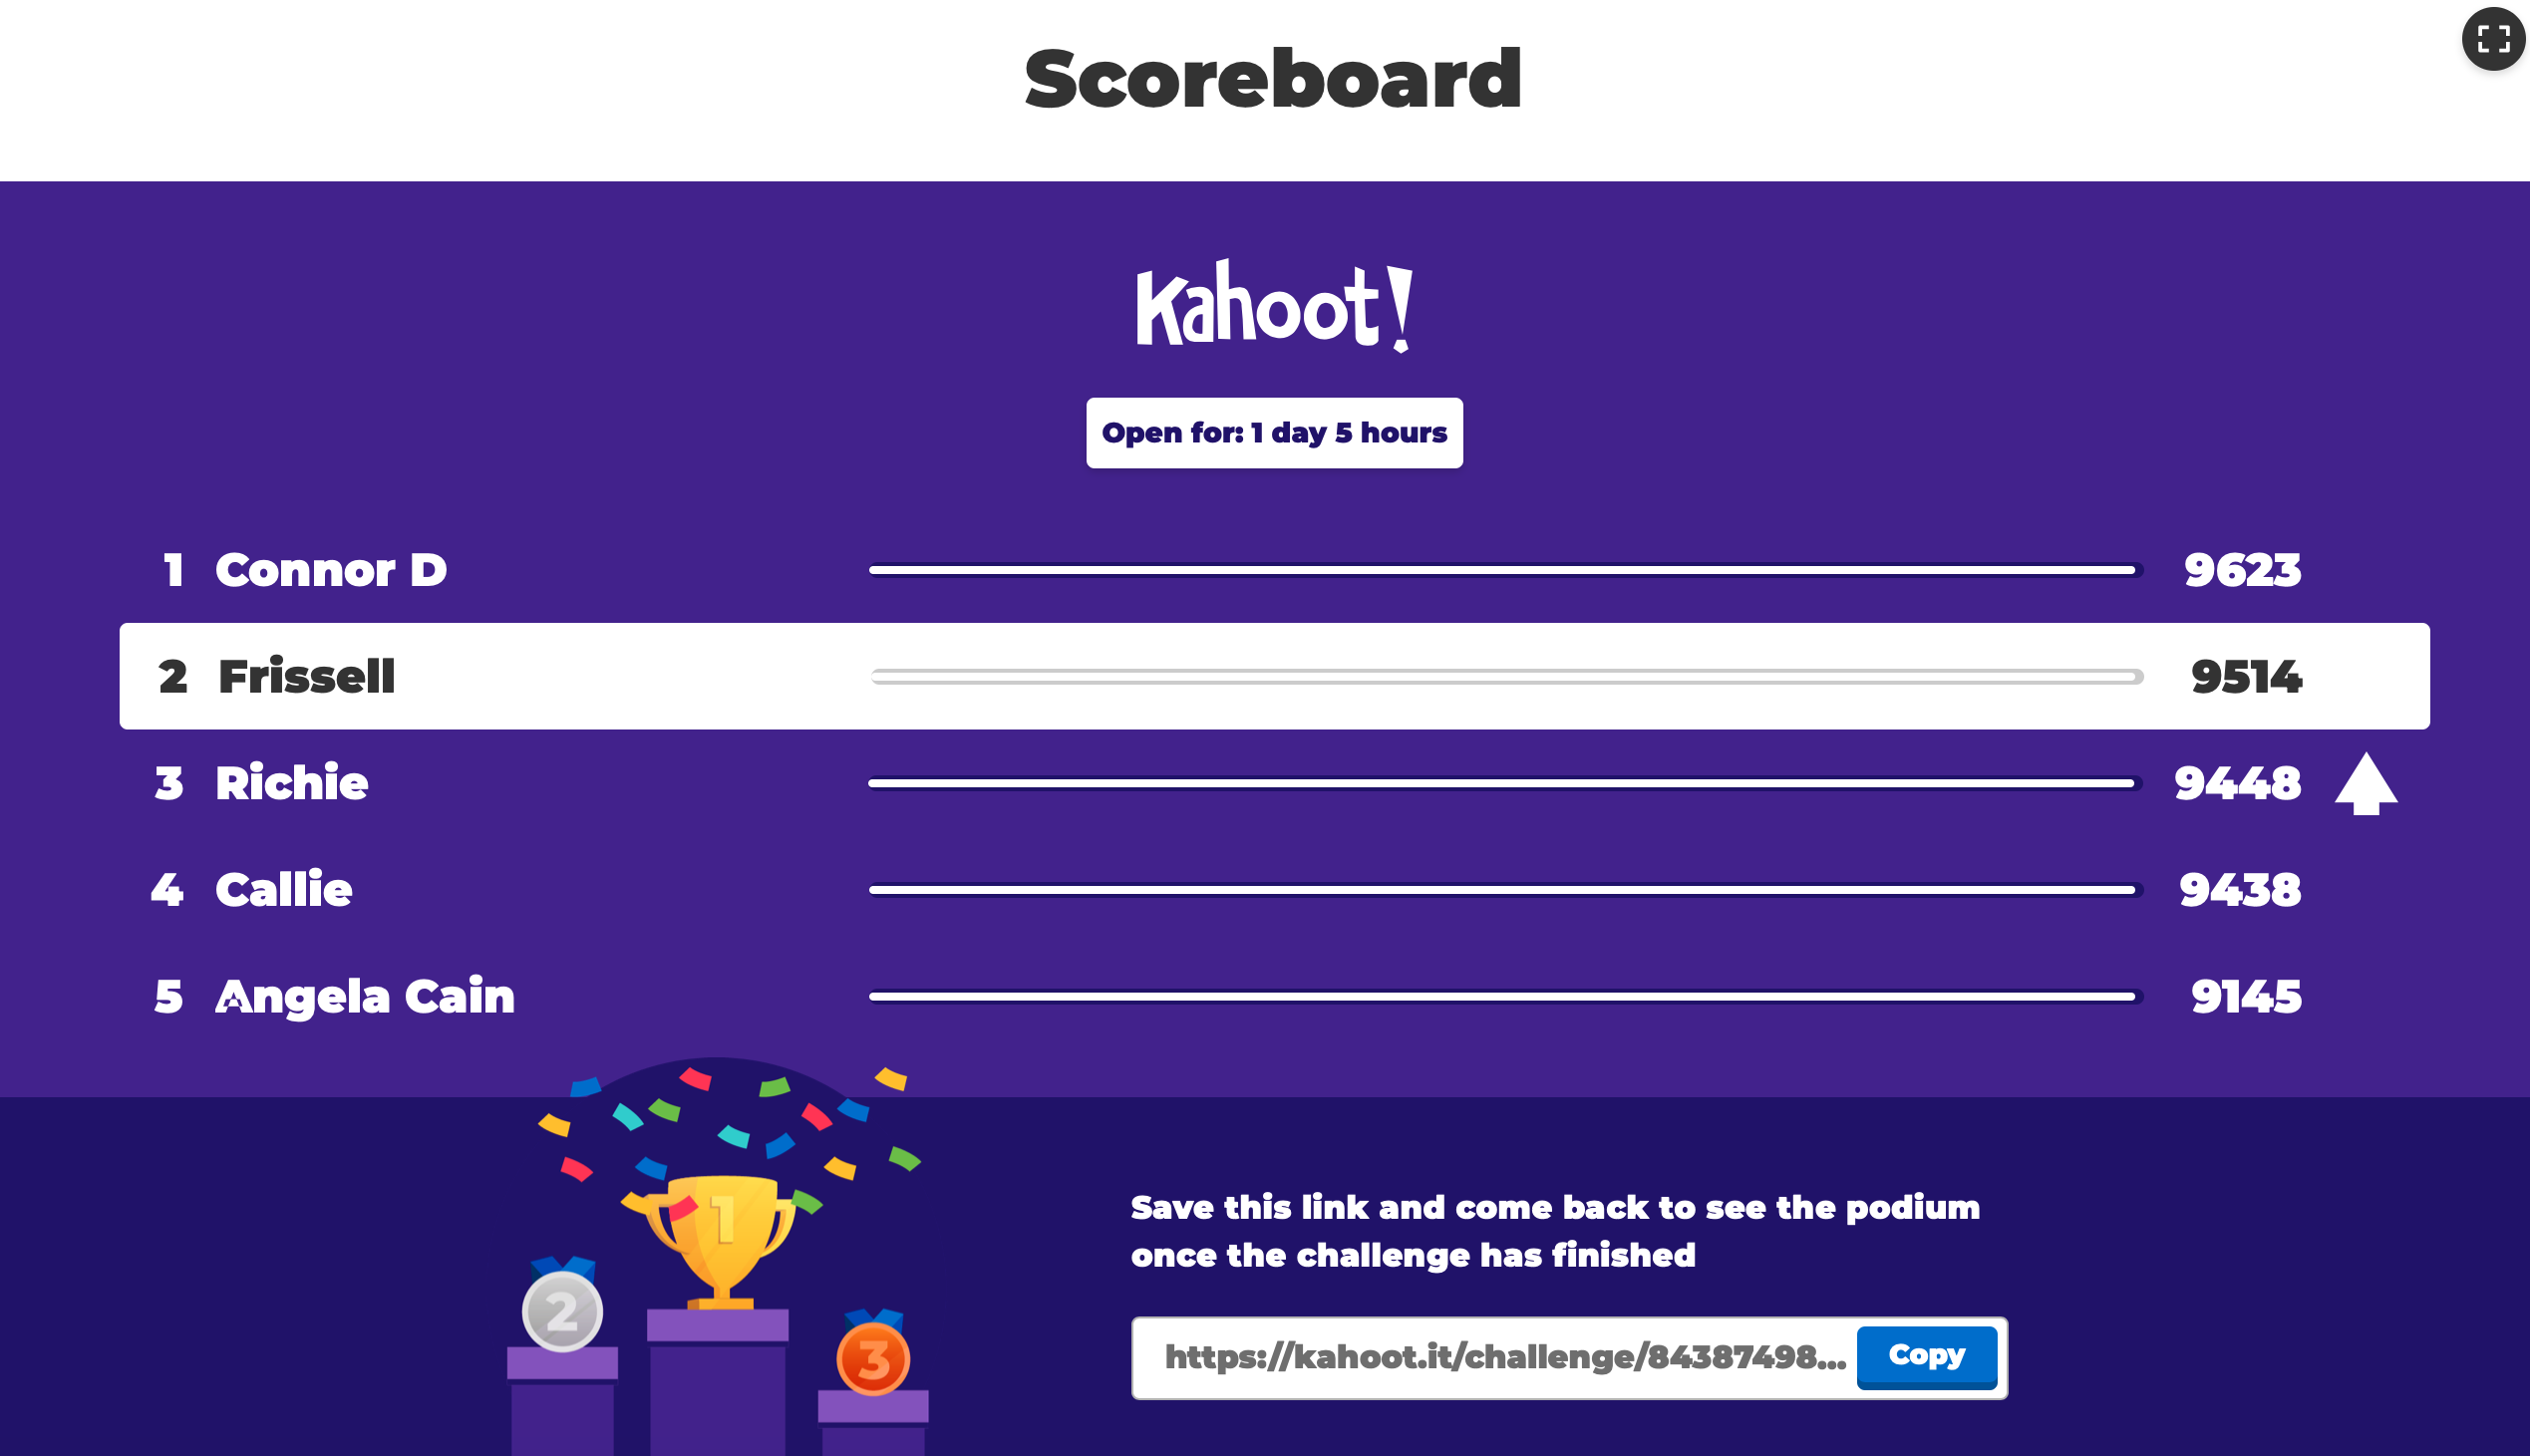 Scoreboard
Kahoot!
Open for: 1 day 5 hours
1 Connor D 9623
2 Frissell 9514
3 Richie 9448
4 Callie 9438
5 Angela Cain 9145
1
2
3
Save this link and come back to see the podium
once the challenge has finished
https://kahoot.it/challenge/84387498... Copy